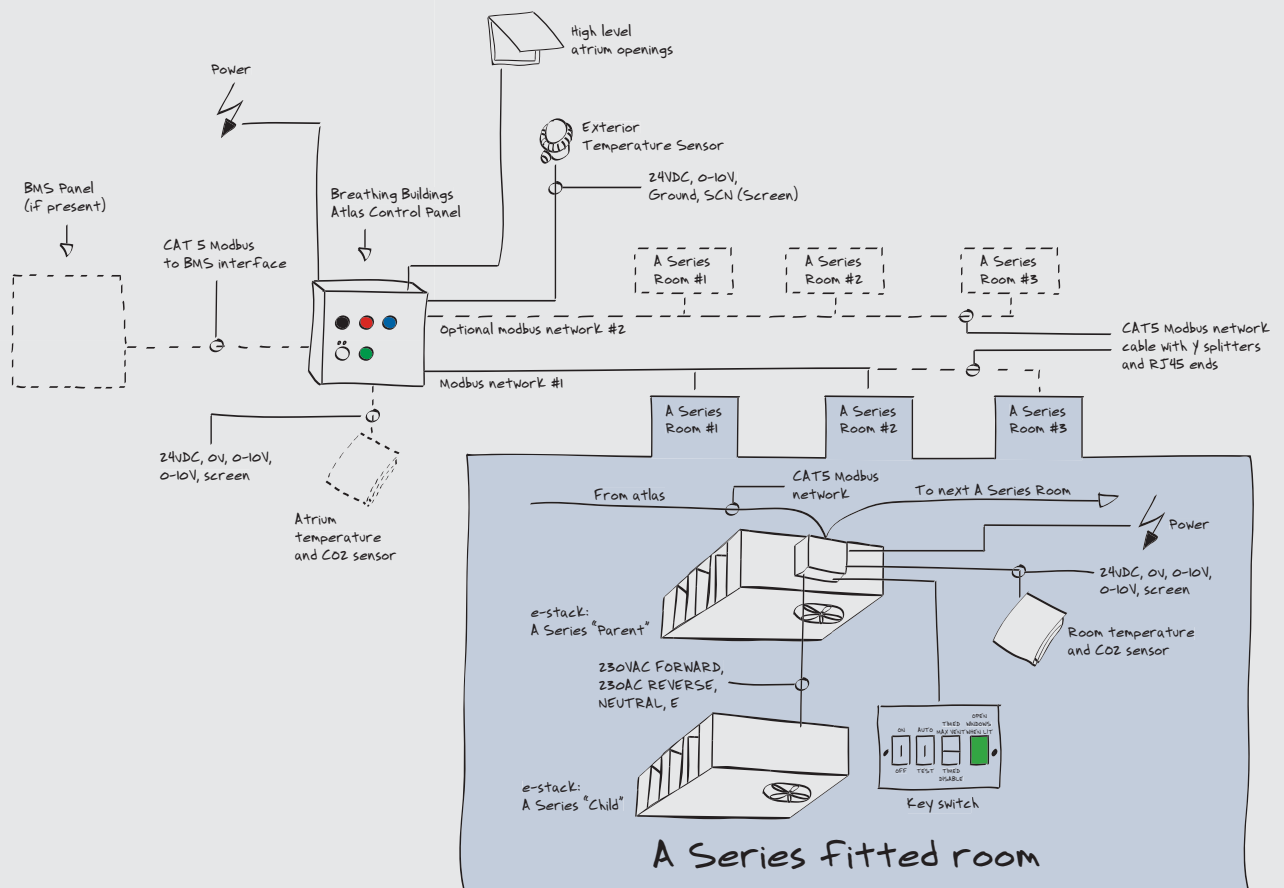 High level
atrium openings
Power
Exterior
Temperature Sensor
24VDC, 0-10V,
Ground, SCN (Screen)
BMS Panel
(if present)
Breathing Buildings
Atlas Control Panel
CAT 5 Modbus
to BMS interface
A Series
Room #1
A Series
Room #2
A Series
Room #3
Optional modbus network #2
CAT5 Modbus network
cable with Y splitters
and RJ45 ends
Modbus network #1
A Series
Room #1
A Series
Room #2
A Series
Room #3
24VDC, 0V, 0-10V,
0-10V, screen
Atrium
temperature
and CO2 sensor
From atlas
CAT5 Modbus
network
To next A Series Room
Power
24VDC, 0V, 0-10V,
0-10V, screen
e-stack:
A Series "Parent"
Room temperature
and CO2 sensor
230VAC FORWARD,
230AC REVERSE,
NEUTRAL, E
ON
OFF
AUTO
TEST
TIMED
MAX VENT
TIMED
DISABLE
OPEN
WINDOWS
WHEN LIT
Key switch
e-stack:
A Series "Child"
A Series fitted room